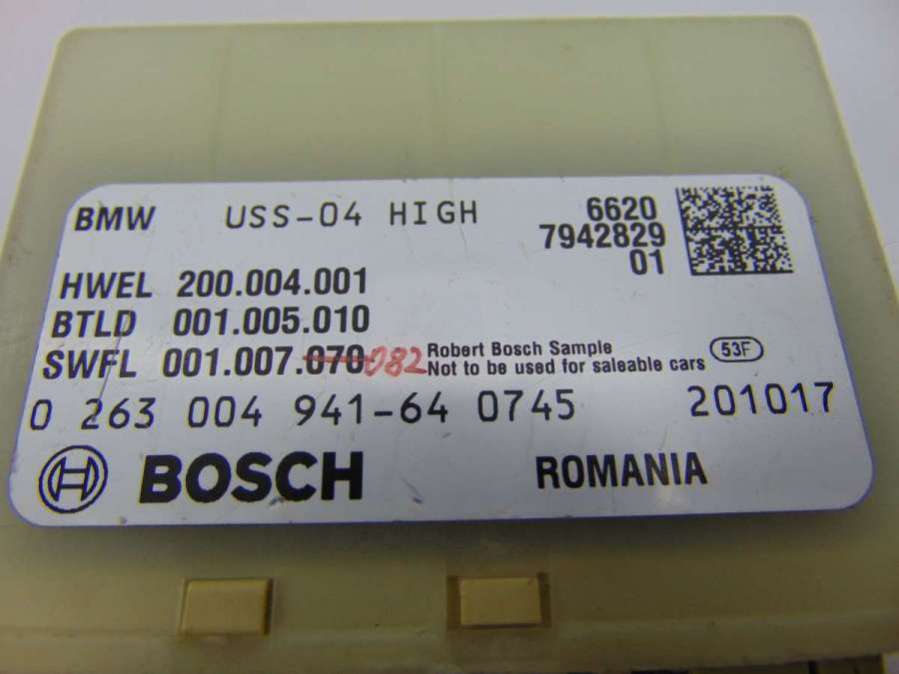 BMW USS-04 HIGH 6620
7942829
01
HWEL 200.004.001
BTLD 001.005.010
SWFL 001.007.070 082
Robert Bosch Sample
Not to be used for saleable cars
53F
0 263 004 941-64 0745 201017
BOSCH ROMANIA